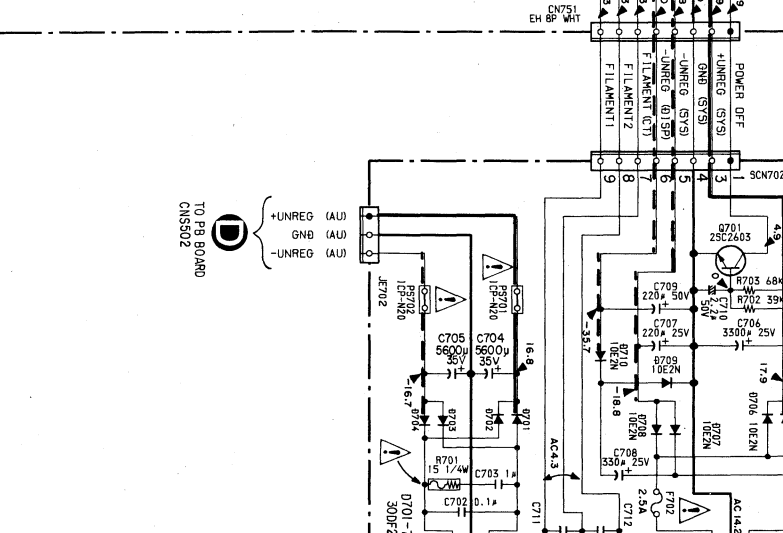 CN751
EH 8P WHT
FILAMENT1
FILAMENT2
FILAMENT (CT)
-UNREG (DISP)
-UNREG (SYS)
GND (SYS)
+UNREG (SYS)
POWER OFF
9 8 7 6 5 4 3 1
SCN702
TO PB BOARD
CNS502
D
+UNREG (AU)
GND (AU)
-UNREG (AU)
JE702
PS702
ICP-N20
PS701
ICP-N20
Q701
2SC2603
4.9
0
R703 68K
R702 39K
C709
220µ 50V
C710
2.2µ
50V
C707
220µ 25V
C706
3300µ 25V
-35.7
D710
10E2N
D709
10E2N
C705
5600µ
35V
C704
5600µ
35V
16.8
-16.7
-18.8
17.9
D704
D703
D702
D701
D708
10E2N
D707
10E2N
D706 10E2N
R701
15 1/4W
C703 1µ
C702 0.1µ
AC4.3
C708
330µ 25V
F702
2.5A
C711
C712
AC14.2
D701-
30DF2